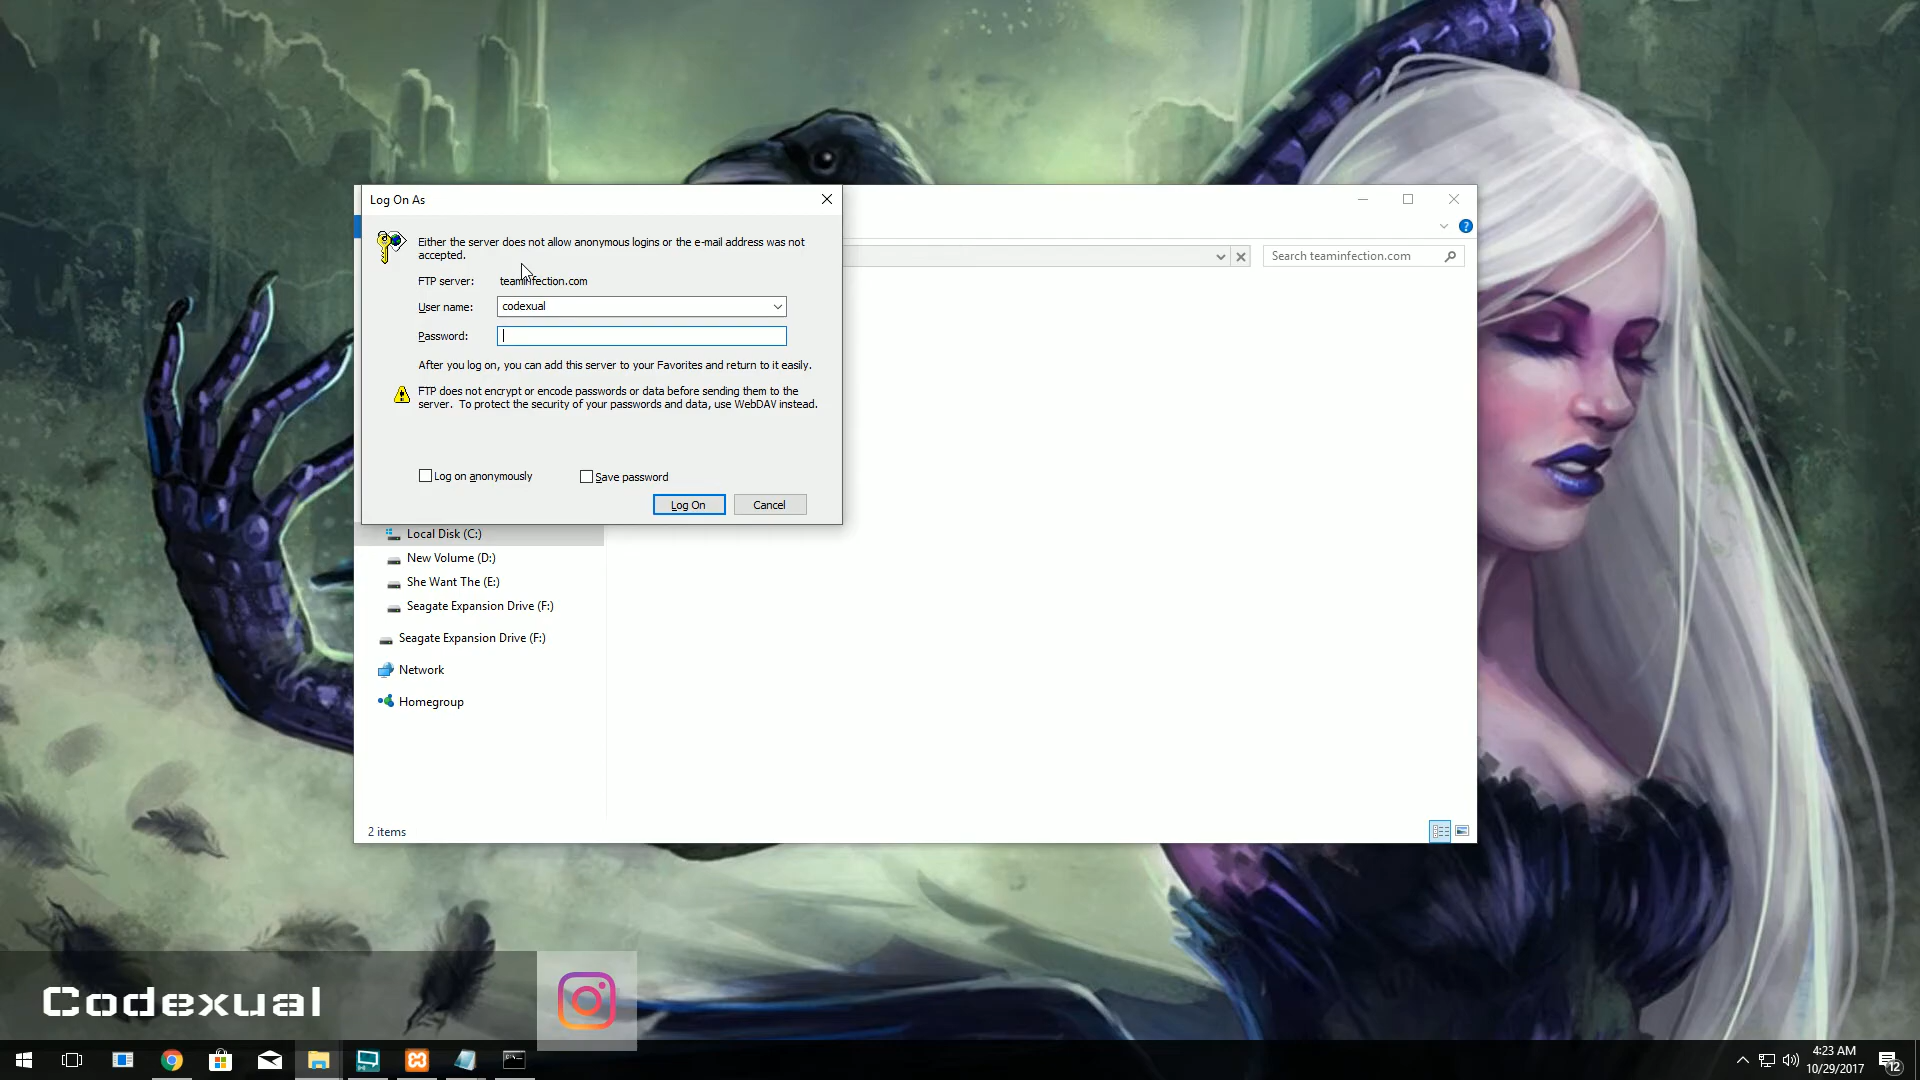 Log On As
Either the server does not allow anonymous logins or the e-mail address was not
accepted.
FTP server: teaminfection.com
User name: codexual
Password:
After you log on, you can add this server to your Favorites and return to it easily.
FTP does not encrypt or encode passwords or data before sending them to the
server. To protect the security of your passwords and data, use WebDAV instead.
Log on anonymously
Save password
Log On
Cancel
Search teaminfection.com
Local Disk (C:)
New Volume (D:)
She Want The (E:)
Seagate Expansion Drive (F:)
Seagate Expansion Drive (F:)
Network
Homegroup
2 items
Codexual
4:23 AM
10/29/2017
12